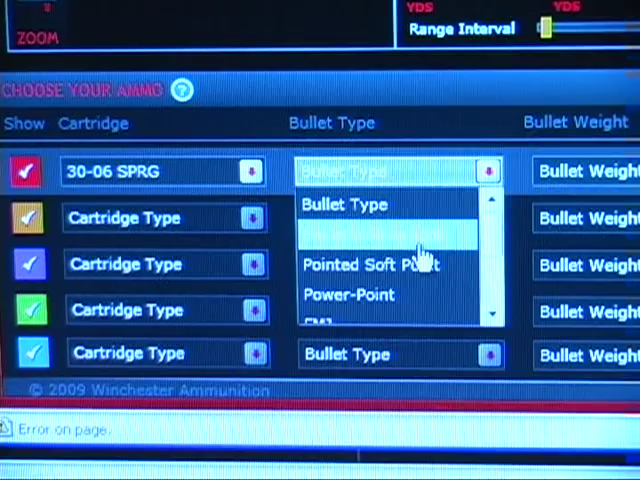 YDS YDS
ZOOM
Range Interval
CHOOSE YOUR AMMO ?
Show Cartridge Bullet Type Bullet Weight
30-06 SPRG Bullet Type Bullet Weight
Bullet Type
Cartridge Type Bullet Weight
Cartridge Type Pointed Soft Point Bullet Weight
Power-Point
Cartridge Type FMJ Bullet Weight
Cartridge Type Bullet Type Bullet Weight
© 2009 Winchester Ammunition
Error on page.